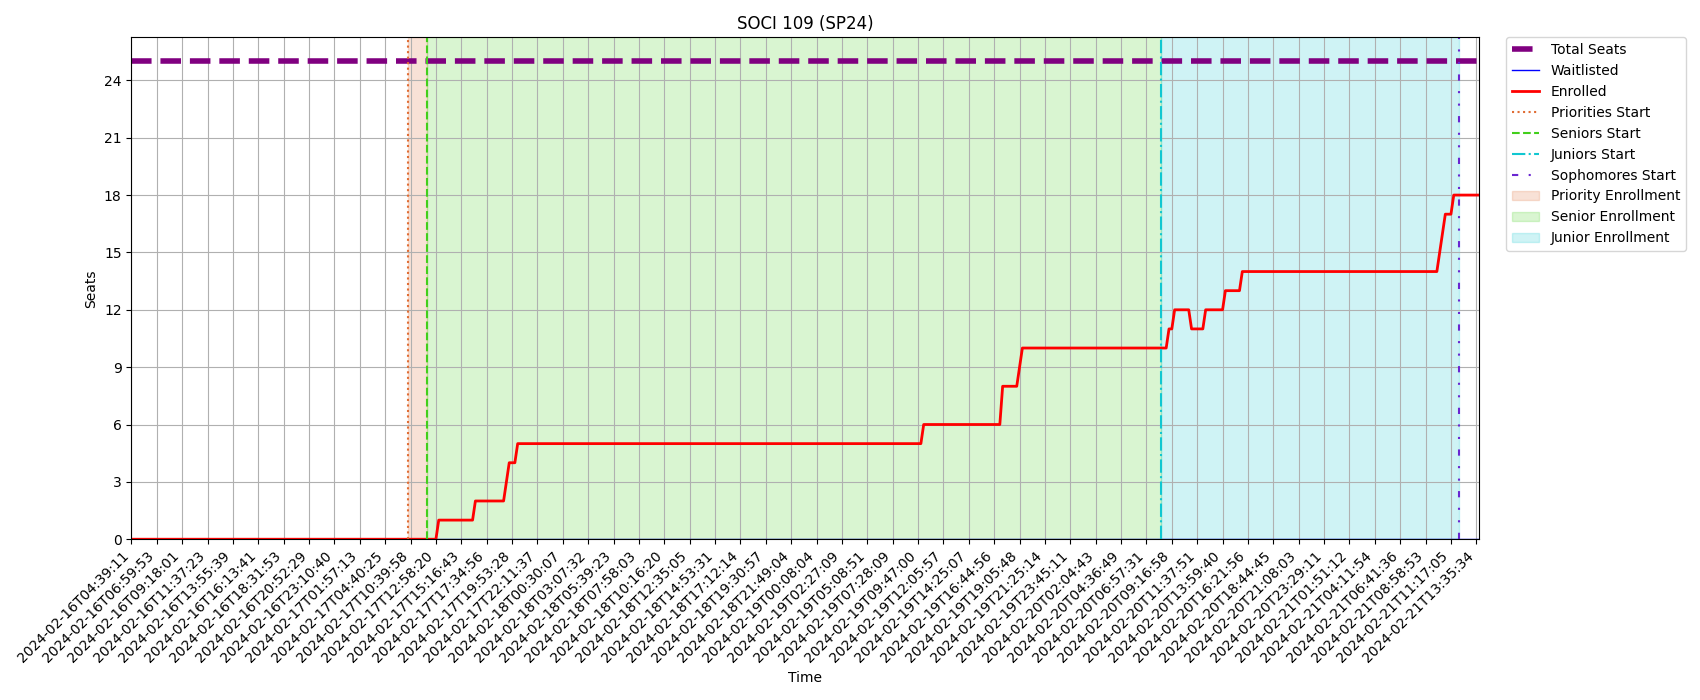 SOCI 109 (SP24)
Total Seats
Waitlisted
Enrolled
Priorities Start
Seniors Start
Juniors Start
Sophomores Start
Priority Enrollment
Senior Enrollment
Junior Enrollment
Seats
24
21
18
15
12
9
6
3
0
2024-02-16T04:39:11
2024-02-16T06:59:53
2024-02-16T09:18:01
2024-02-16T11:37:23
2024-02-16T13:55:39
2024-02-16T16:13:41
2024-02-16T18:31:53
2024-02-16T20:52:29
2024-02-16T23:10:40
2024-02-17T01:57:13
2024-02-17T04:40:25
2024-02-17T10:39:58
2024-02-17T12:58:20
2024-02-17T15:16:43
2024-02-17T17:34:56
2024-02-17T19:53:28
2024-02-17T22:11:37
2024-02-18T00:30:07
2024-02-18T03:07:32
2024-02-18T05:39:23
2024-02-18T07:58:03
2024-02-18T10:16:20
2024-02-18T12:35:05
2024-02-18T14:53:31
2024-02-18T17:12:14
2024-02-18T19:30:57
2024-02-18T21:49:04
2024-02-19T00:08:04
2024-02-19T02:27:09
2024-02-19T05:08:51
2024-02-19T07:28:09
2024-02-19T09:47:00
2024-02-19T12:05:57
2024-02-19T14:25:07
2024-02-19T16:44:56
2024-02-19T19:05:48
2024-02-19T21:25:14
2024-02-19T23:45:11
2024-02-20T02:04:43
2024-02-20T04:36:49
2024-02-20T06:57:31
2024-02-20T09:16:58
2024-02-20T11:37:51
2024-02-20T13:59:40
2024-02-20T16:21:56
2024-02-20T18:44:45
2024-02-20T21:08:03
2024-02-20T23:29:11
2024-02-21T01:51:12
2024-02-21T04:11:54
2024-02-21T06:41:36
2024-02-21T08:58:53
2024-02-21T11:17:05
2024-02-21T13:35:34
Time